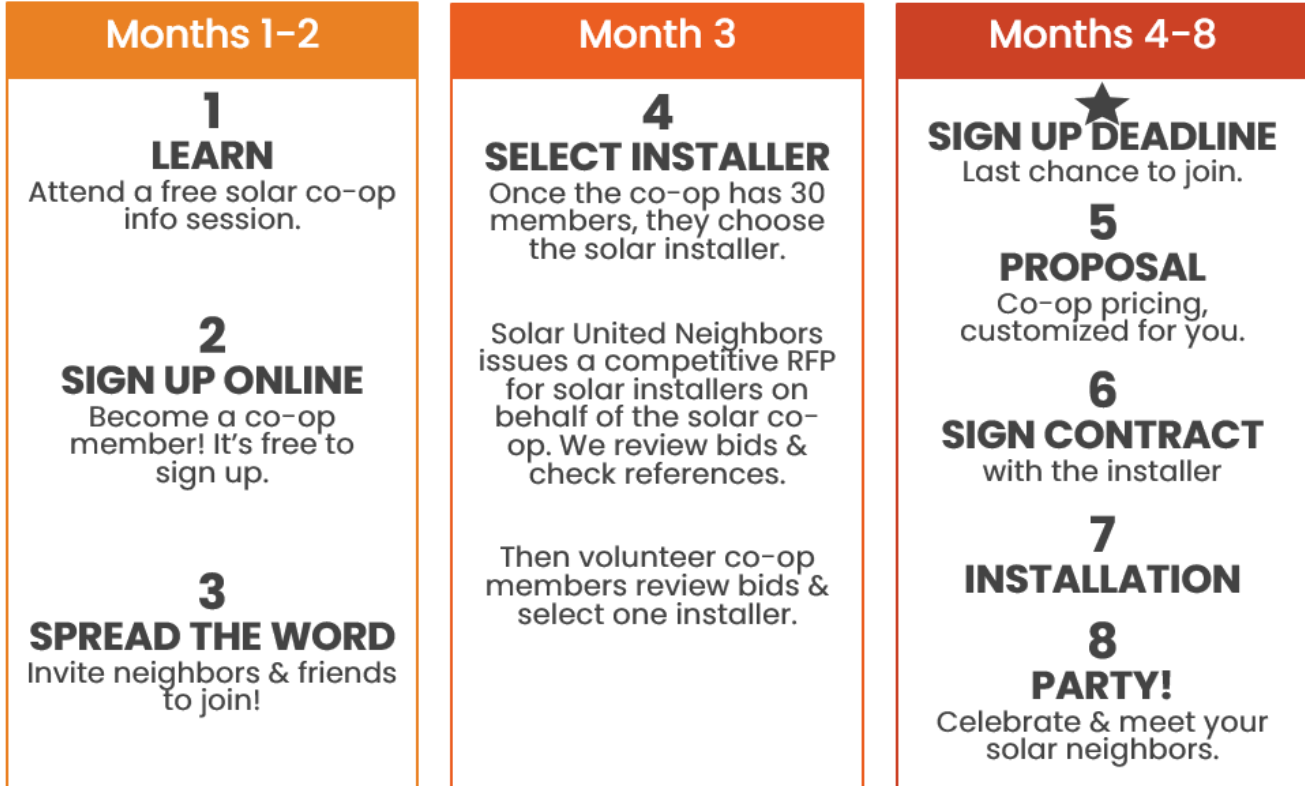 Months 1-2
1
LEARN
Attend a free solar co-op
info session.
2
SIGN UP ONLINE
Become a co-op
member! It's free to
sign up.
3
SPREAD THE WORD
Invite neighbors & friends
to join!
Month 3
4
SELECT INSTALLER
Once the co-op has 30
members, they choose
the solar installer.
Solar United Neighbors
issues a competitive RFP
for solar installers on
behalf of the solar co-
op. We review bids &
check references.
Then volunteer co-op
members review bids &
select one installer.
Months 4-8
SIGN UP DEADLINE
Last chance to join.
5
PROPOSAL
Co-op pricing,
customized for you.
6
SIGN CONTRACT
with the installer
7
INSTALLATION
8
PARTY!
Celebrate & meet your
solar neighbors.